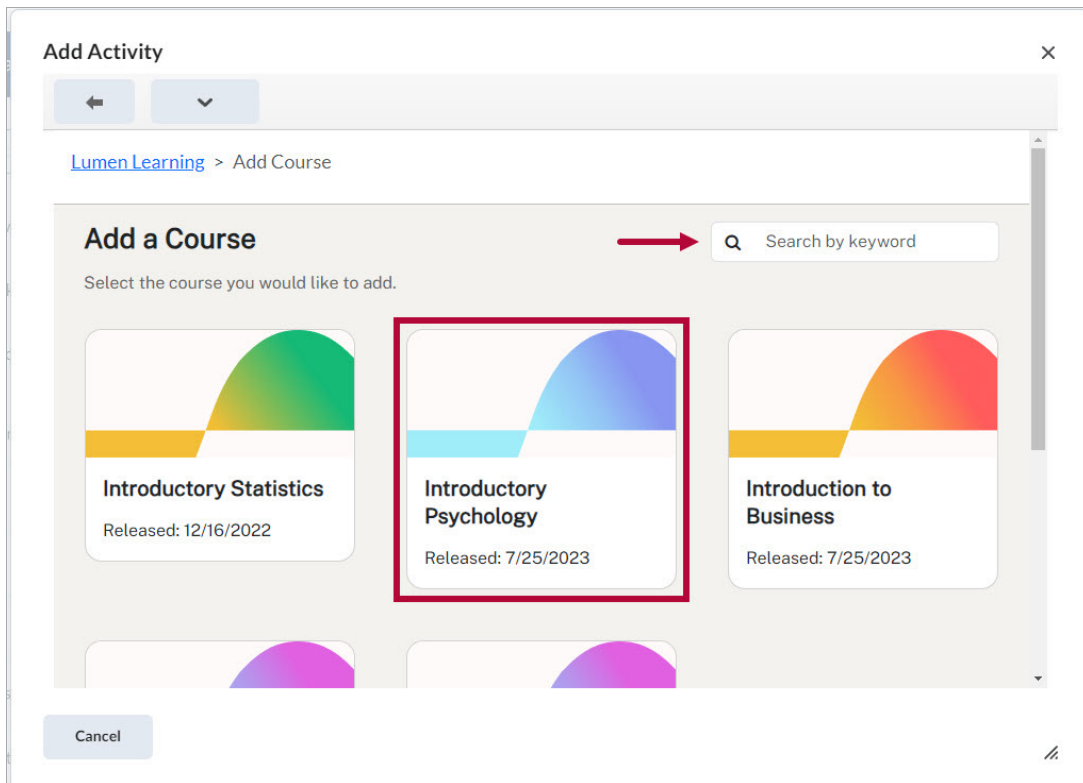 Add Activity
Lumen Learning > Add Course
Add a Course
Search by keyword
Select the course you would like to add.
Introductory Statistics
Released: 12/16/2022
Introductory
Psychology
Released: 7/25/2023
Introduction to
Business
Released: 7/25/2023
Cancel